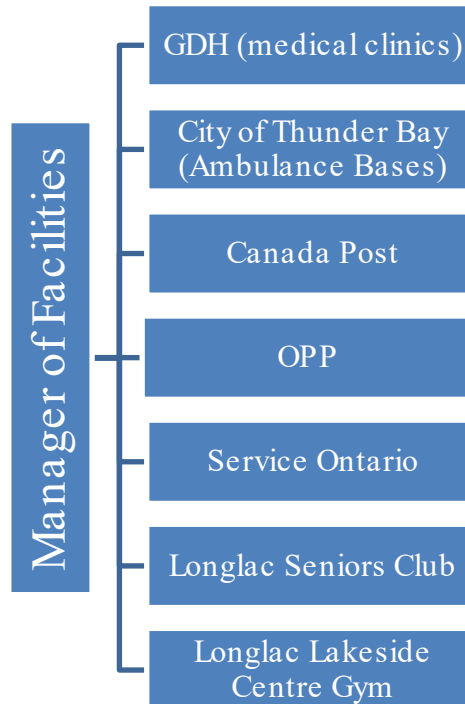 Manager of Facilities
GDH (medical clinics)
City of Thunder Bay
(Ambulance Bases)
Canada Post
OPP
Service Ontario
Longlac Seniors Club
Longlac Lakeside
Centre Gym